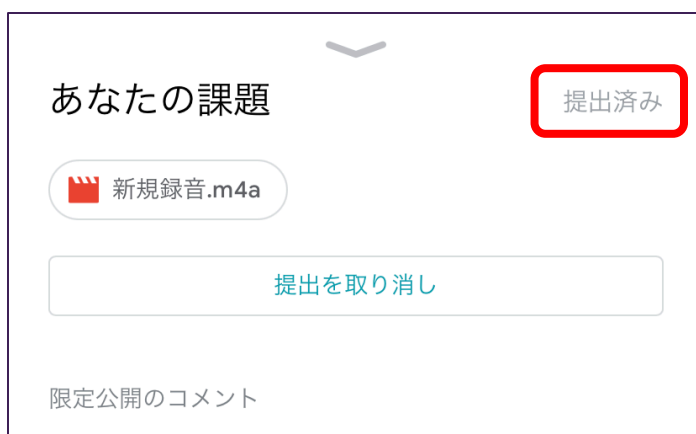 あなたの課題
提出済み
新規録音.m4a
提出を取り消し
限定公開のコメント